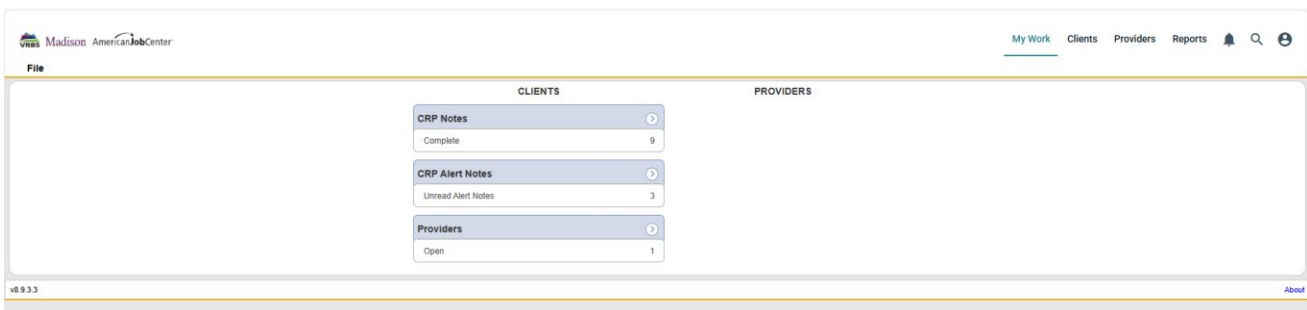 VRBS Madison AmericanJobCenter
My Work Clients Providers Reports
File
CLIENTS
PROVIDERS
CRP Notes
Complete 9
CRP Alert Notes
Unread Alert Notes 3
Providers
Open 1
v8.9.3.3
About